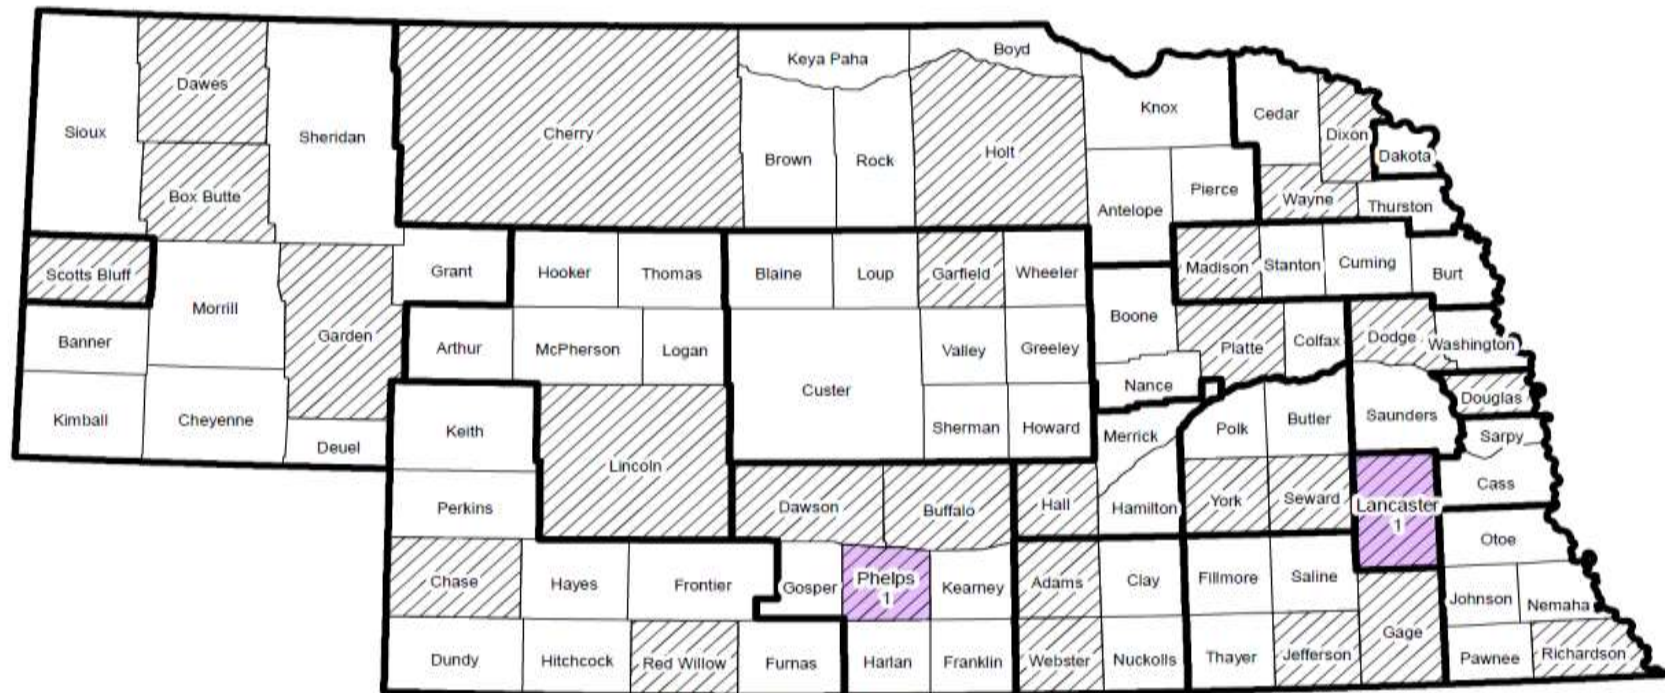 Sioux
Dawes
Sheridan
Box Butte
Cherry
Keya Paha
Boyd
Brown
Rock
Holt
Knox
Antelope
Pierce
Cedar
Dixon
Dakota
Wayne
Thurston
Scotts Bluff
Morrill
Garden
Grant
Banner
Kimball
Cheyenne
Deuel
Hooker
Thomas
Arthur
McPherson
Logan
Blaine
Loup
Garfield
Wheeler
Custer
Valley
Greeley
Sherman
Howard
Boone
Nance
Madison
Stanton
Cuming
Burt
Platte
Colfax
Dodge
Washington
Douglas
Sarpy
Saunders
Cass
Merrick
Polk
Butler
Hamilton
York
Seward
Lancaster
1
Otoe
Keith
Perkins
Lincoln
Dawson
Buffalo
Hall
Chase
Hayes
Frontier
Gosper
Phelps
1
Kearney
Adams
Clay
Fillmore
Saline
Johnson
Nemaha
Dundy
Hitchcock
Red Willow
Furnas
Harlan
Franklin
Webster
Nuckolls
Thayer
Jefferson
Gage
Pawnee
Richardson